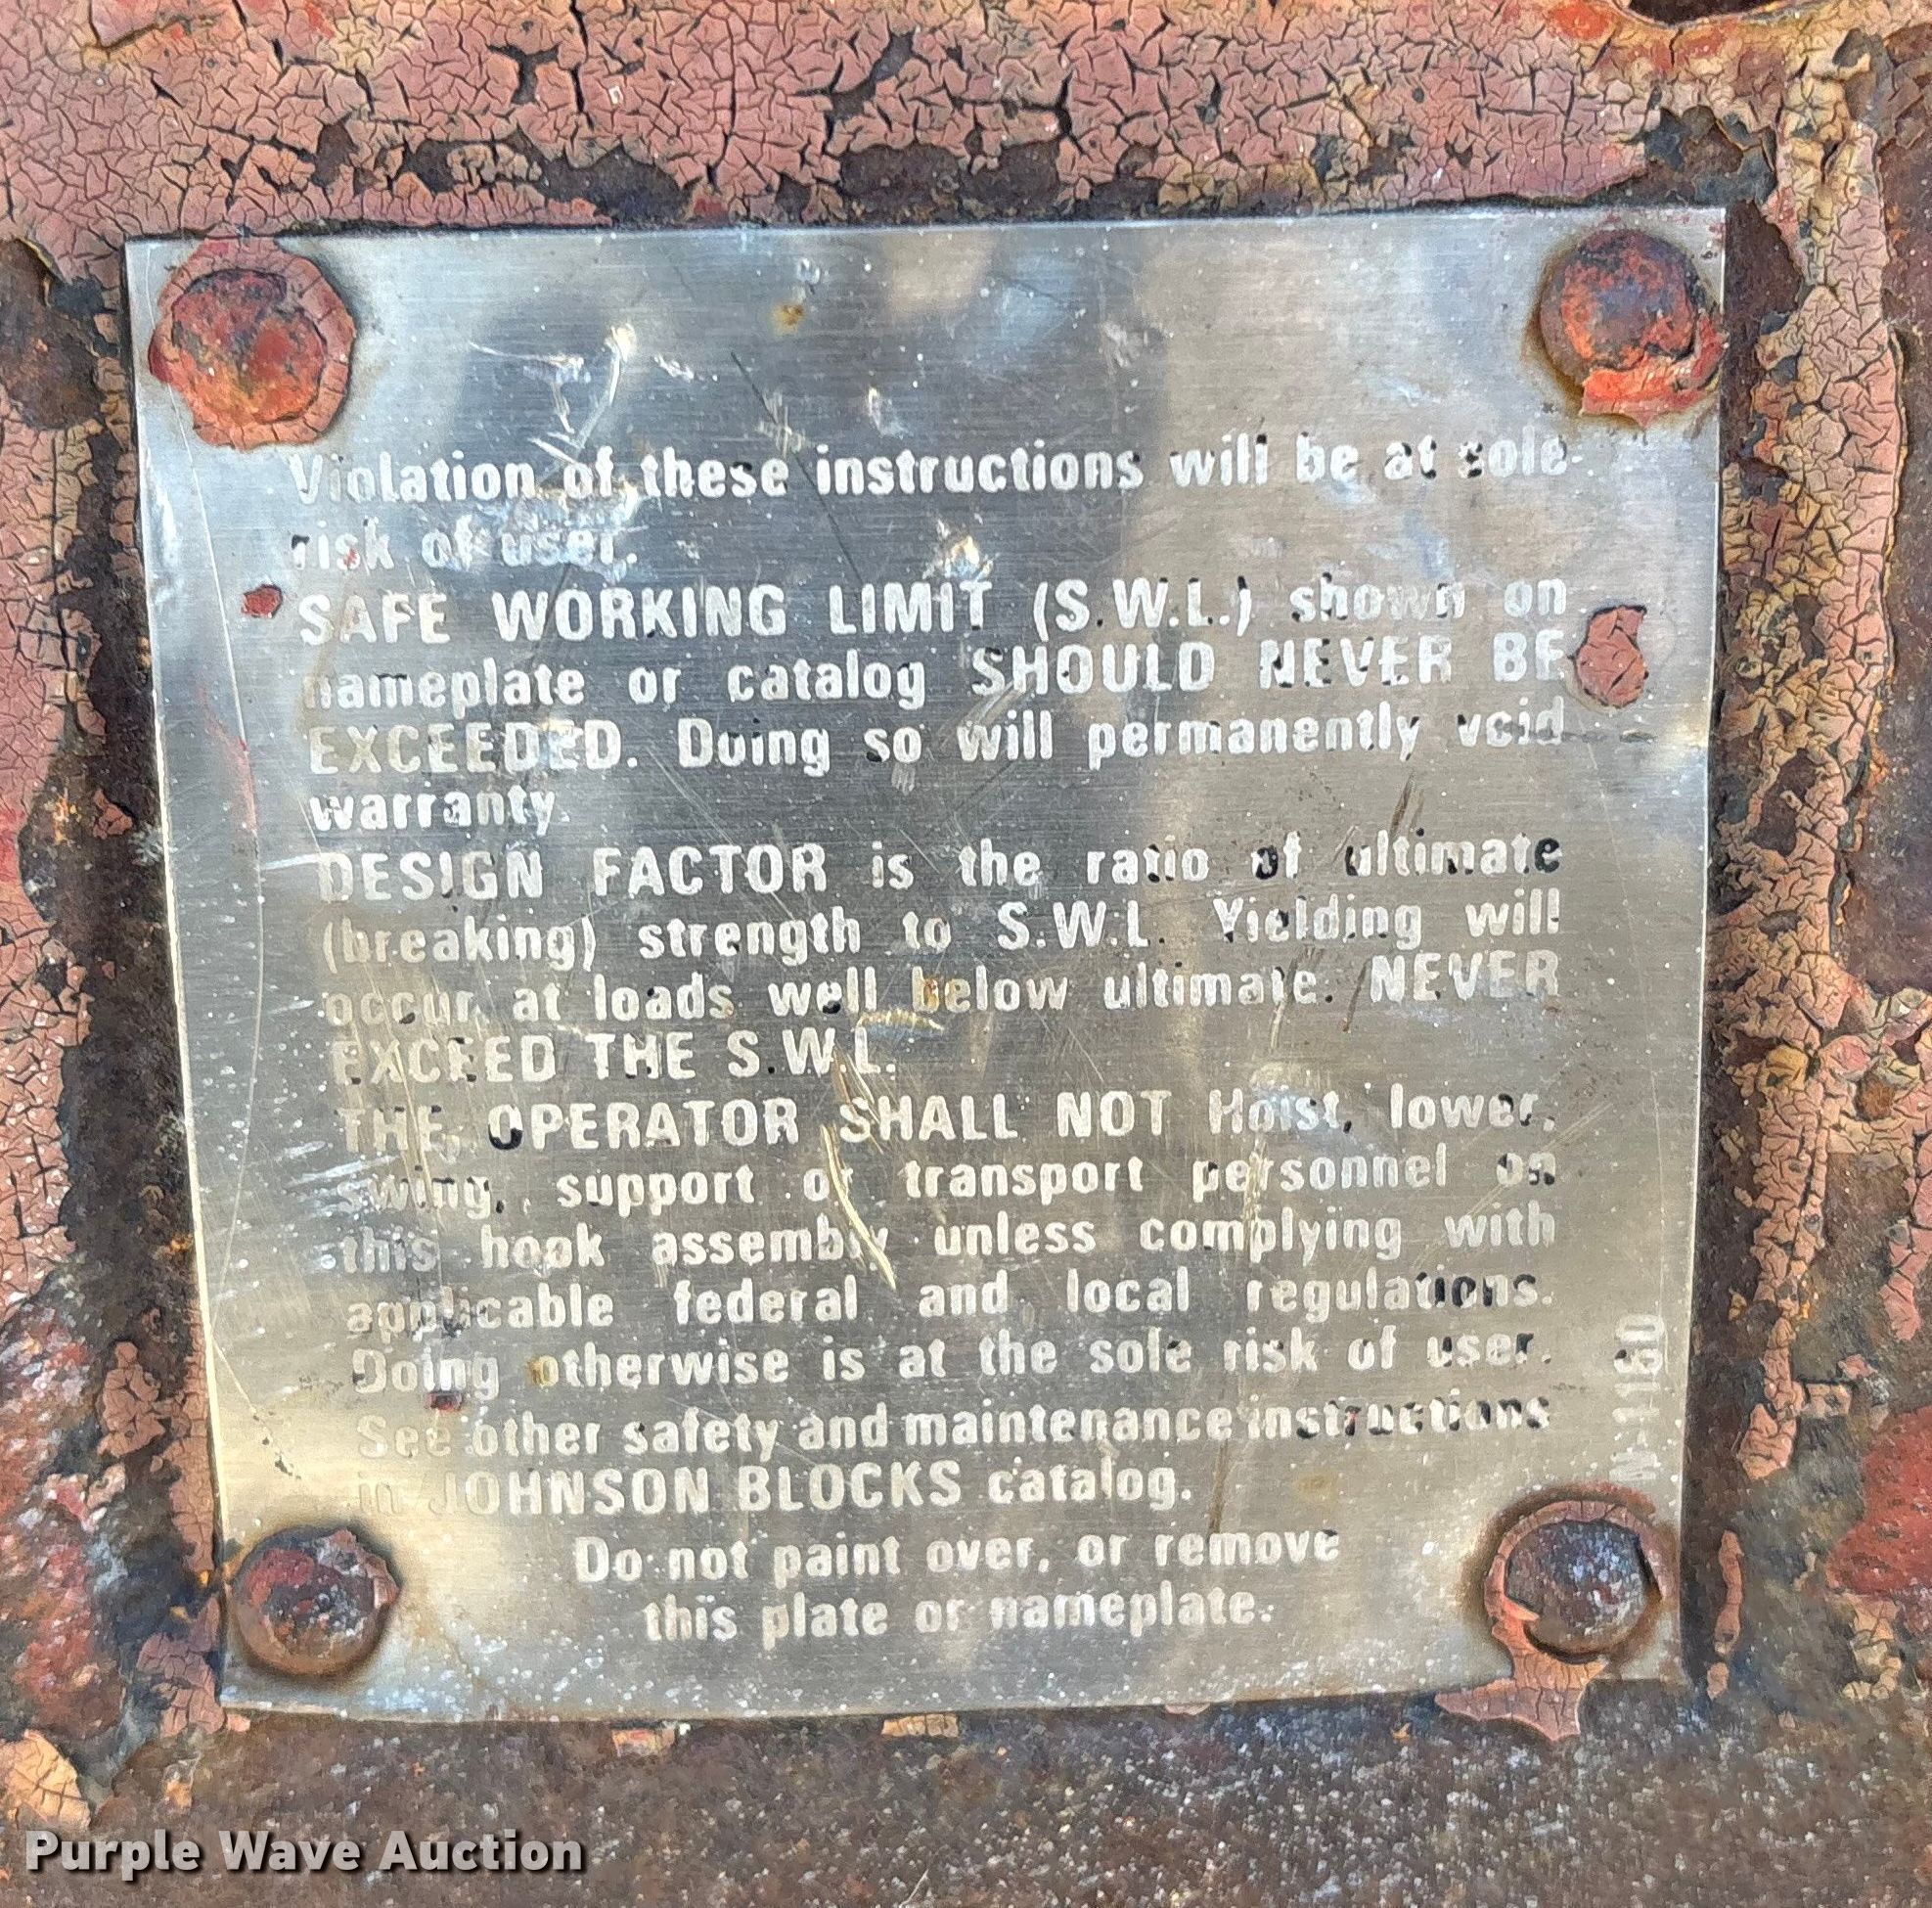 Violation of these instructions will be at sole
risk of user.
SAFE WORKING LIMIT (S.W.L.) shown on
nameplate or catalog SHOULD NEVER BE
EXCEEDED. Doing so will permanently void
warranty.
DESIGN FACTOR is the ratio of ultimate
(breaking) strength to S.W.L. Yielding will
occur at loads well below ultimate. NEVER
EXCEED THE S.W.L.
THE OPERATOR SHALL NOT Hoist, lower,
swing, support or transport personnel on
this hook assembly unless complying with
applicable federal and local regulations.
Doing otherwise is at the sole risk of user.
See other safety and maintenance instructions
in JOHNSON BLOCKS catalog.
Do not paint over, or remove
this plate or nameplate.
N-1160
Purple Wave Auction